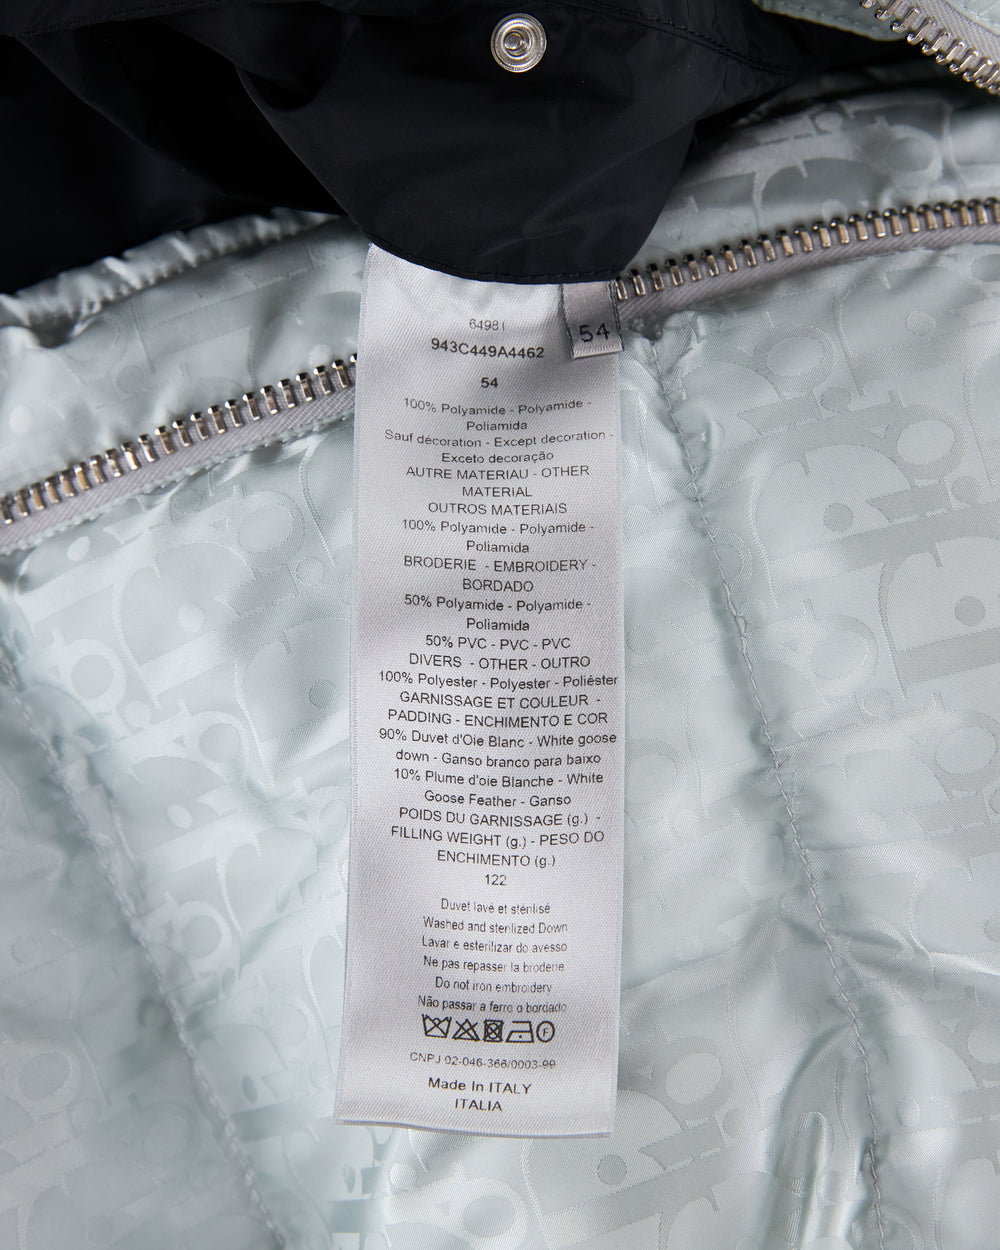 64981
943C449A4462
54
54
100% Polyamide - Polyamide -
Poliamida
Sauf décoration - Except decoration -
Exceto decoração
AUTRE MATERIAU - OTHER
MATERIAL
OUTROS MATERIAIS
100% Polyamide - Polyamide -
Poliamida
BRODERIE - EMBROIDERY -
BORDADO
50% Polyamide - Polyamide -
Poliamida
50% PVC - PVC - PVC
DIVERS - OTHER - OUTRO
100% Polyester - Polyester - Poliéster
GARNISSAGE ET COULEUR -
PADDING - ENCHIMENTO E COR
90% Duvet d'Oie Blanc - White goose
down - Ganso branco para baixo
10% Plume d'oie Blanche - White
Goose Feather - Ganso
POIDS DU GARNISSAGE (g.) -
FILLING WEIGHT (g.) - PESO DO
ENCHIMENTO (g.)
122
Duvet lavé et stérilisé
Washed and sterilized Down
Lavar e esterilizar do avesso
Ne pas repasser la broderie
Do not iron embroidery
Não passar a ferro o bordado
F
CNPJ 02-046-366/0003-99
Made In ITALY
ITALIA